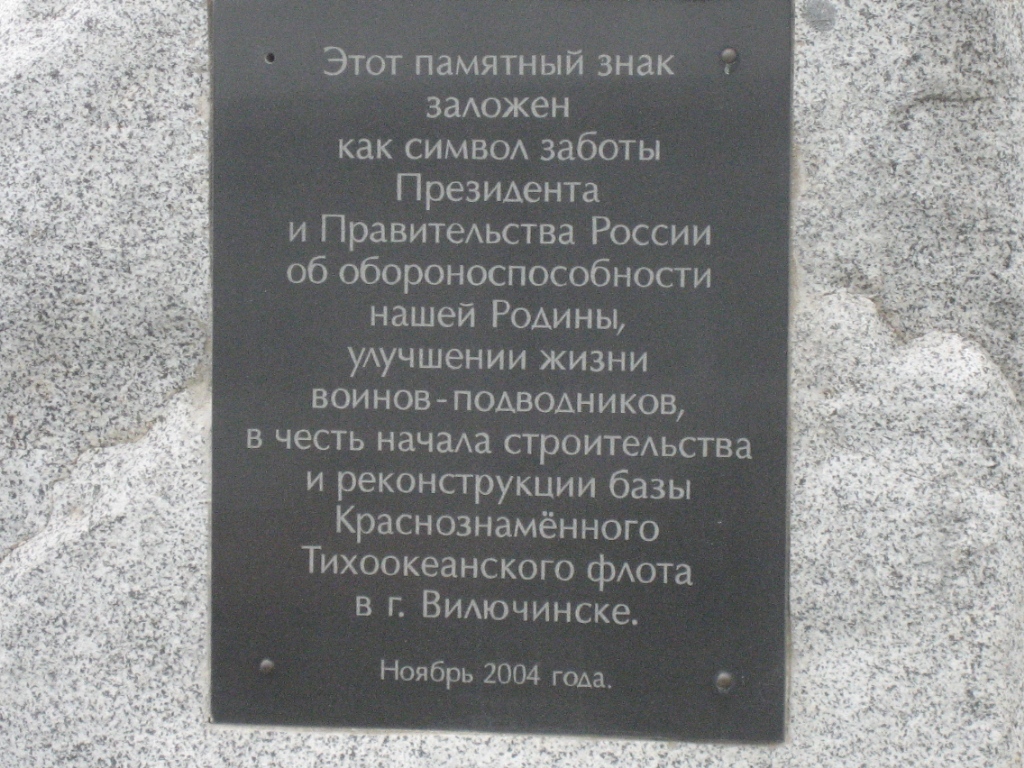 Этот памятный знак
заложен
как символ заботы
Президента
и Правительства России
об обороноспособности
нашей Родины,
улучшении жизни
воинов-подводников,
в честь начала строительства
и реконструкции базы
Краснознамённого
Тихоокеанского флота
в г. Вилючинске.
Ноябрь 2004 года.